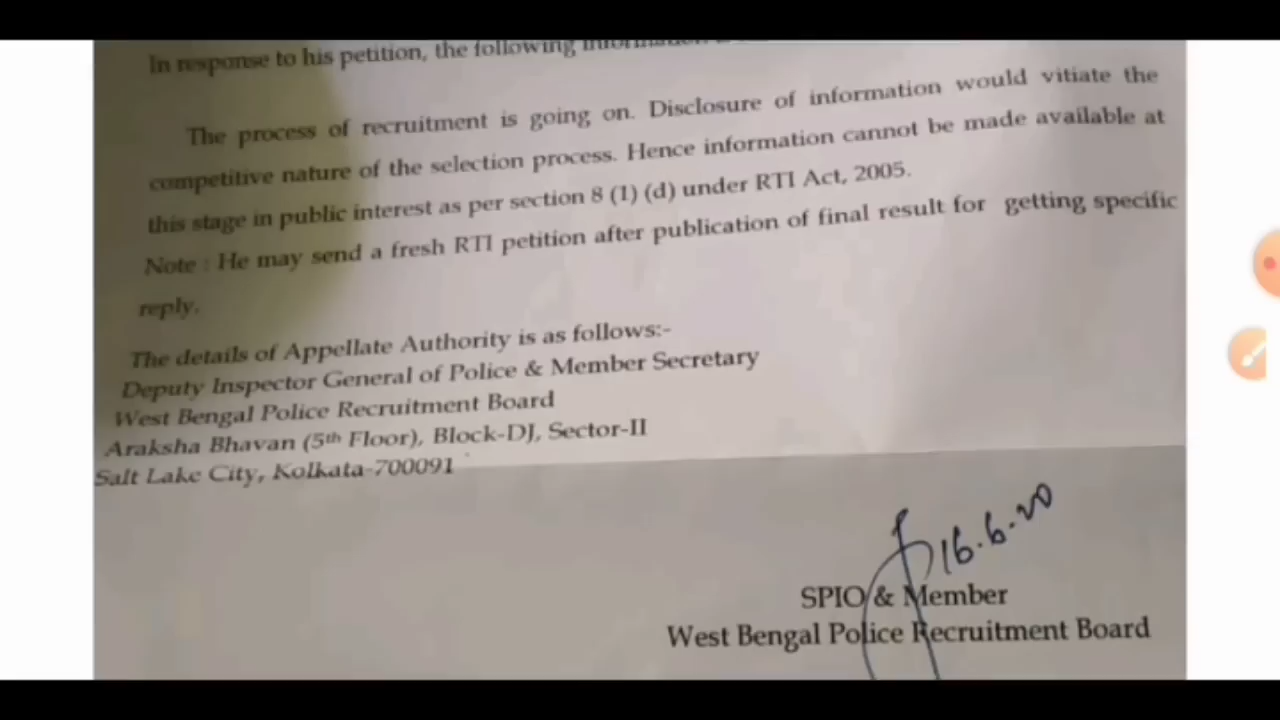 In response to his petition, the following information
The process of recruitment is going on. Disclosure of information would vitiate the
competitive nature of the selection process. Hence information cannot be made available at
this stage in public interest as per section 8 (1) (d) under RTI Act, 2005.
Note : He may send a fresh RTI petition after publication of final result for getting specific
reply.
The details of Appellate Authority is as follows:-
Deputy Inspector General of Police & Member Secretary
West Bengal Police Recruitment Board
Araksha Bhavan (5th Floor), Block-DJ, Sector-II
Salt Lake City, Kolkata-700091
16.6.20
SPIO & Member
West Bengal Police Recruitment Board